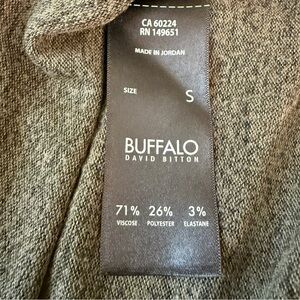 CA 60224
RN 149651
MADE IN JORDAN
SIZE S
BUFFALO
DAVID BITTON
71% 26% 3%
VISCOSE POLYESTER ELASTANE